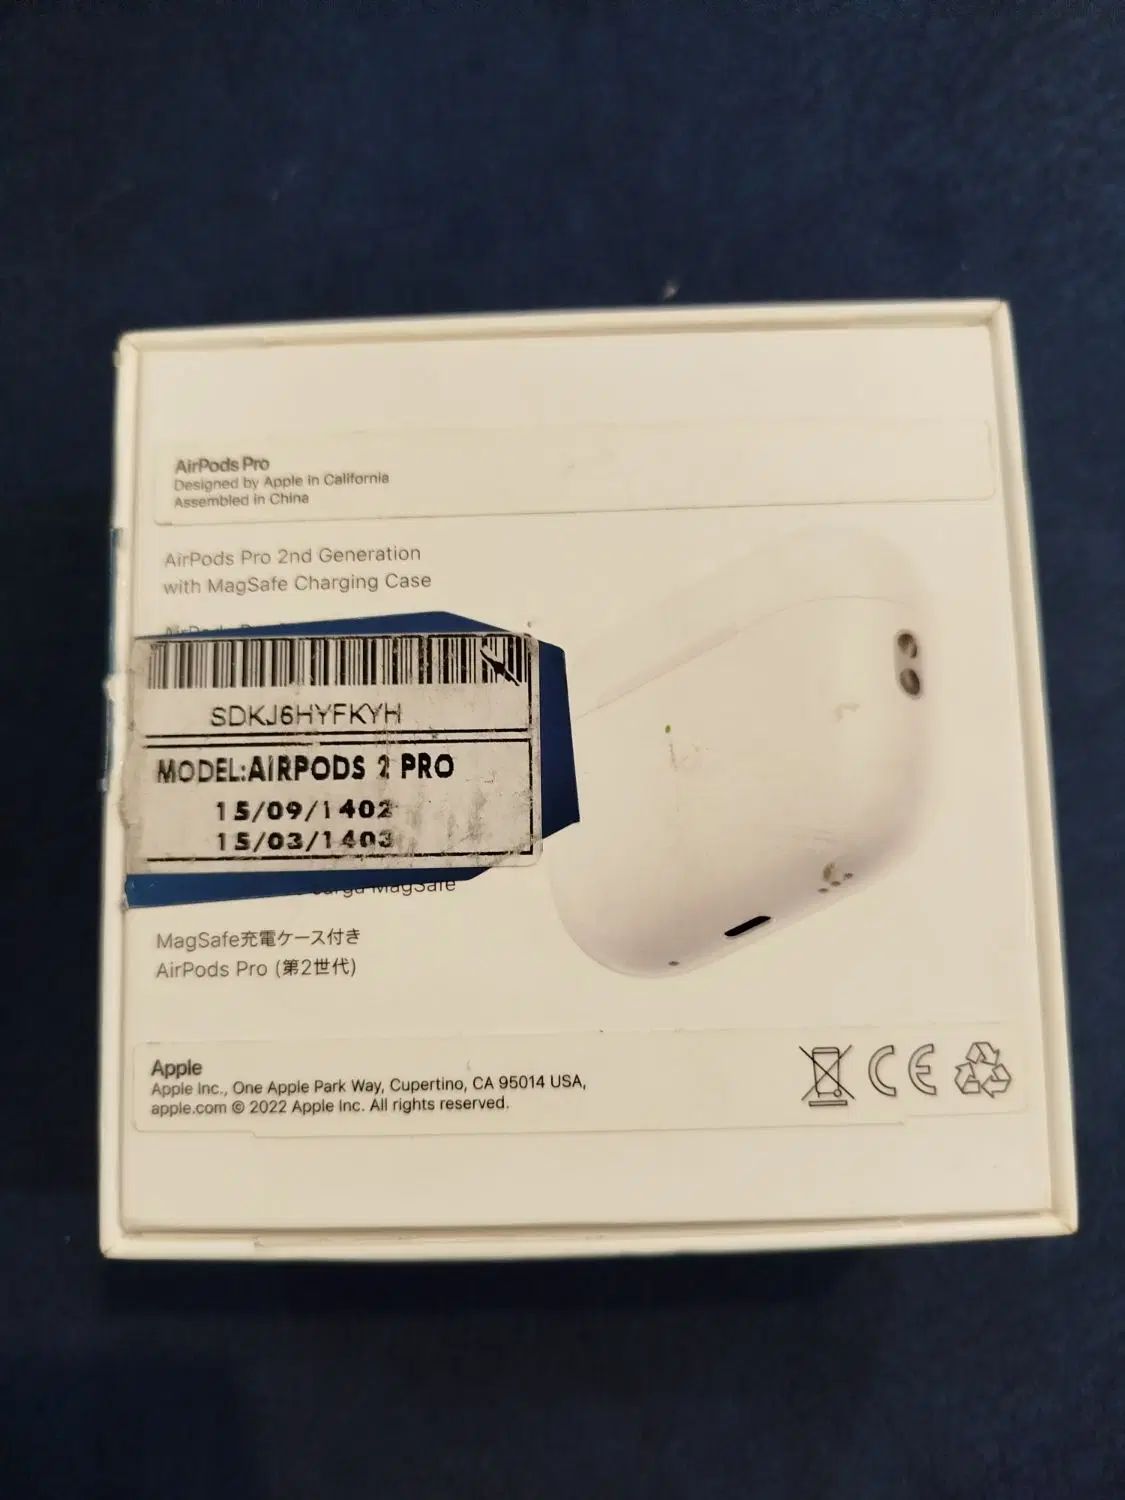 AirPods Pro
Designed by Apple in California
Assembled in China
AirPods Pro 2nd Generation
with MagSafe Charging Case
SDKJ6HYFKYH
MODEL:AIRPODS 2 PRO
15/09/1402
15/03/1403
MagSafe
MagSafe充電ケース付き
AirPods Pro (第2世代)
Apple
Apple Inc., One Apple Park Way, Cupertino, CA 95014 USA,
apple.com © 2022 Apple Inc. All rights reserved.
CE